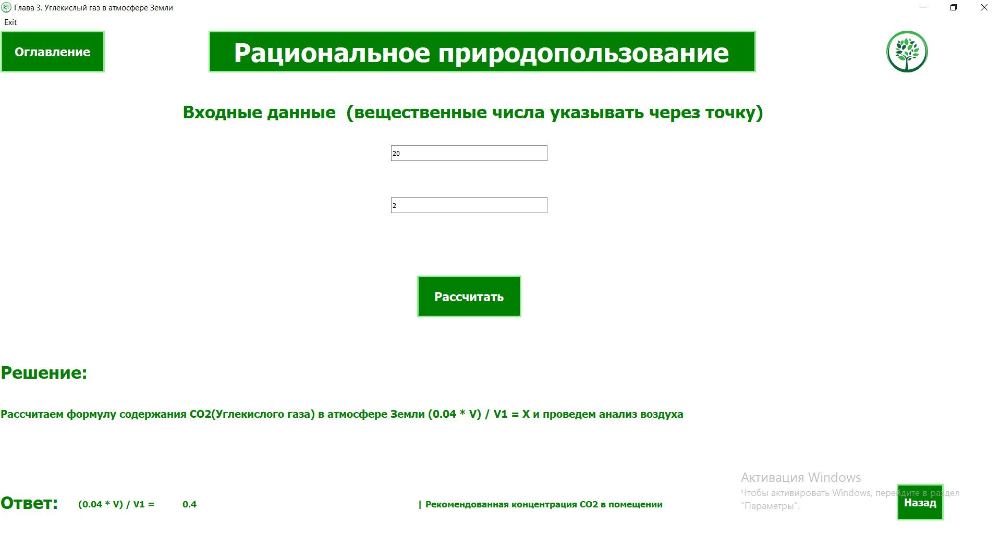 Глава 3. Углекислый газ в атмосфере Земли
Exit
Оглавление
Рациональное природопользование
Входные данные  (вещественные числа указывать через точку)
20
2
Рассчитать
Решение:
Рассчитаем формулу содержания CO2(Углекислого газа) в атмосфере Земли (0.04 * V) / V1 = X и проведем анализ воздуха
Ответ: (0.04 * V) / V1 = 0.4 | Рекомендованная концентрация CO2 в помещении
Активация Windows
Чтобы активировать Windows, перейдите в раздел
"Параметры".
Назад